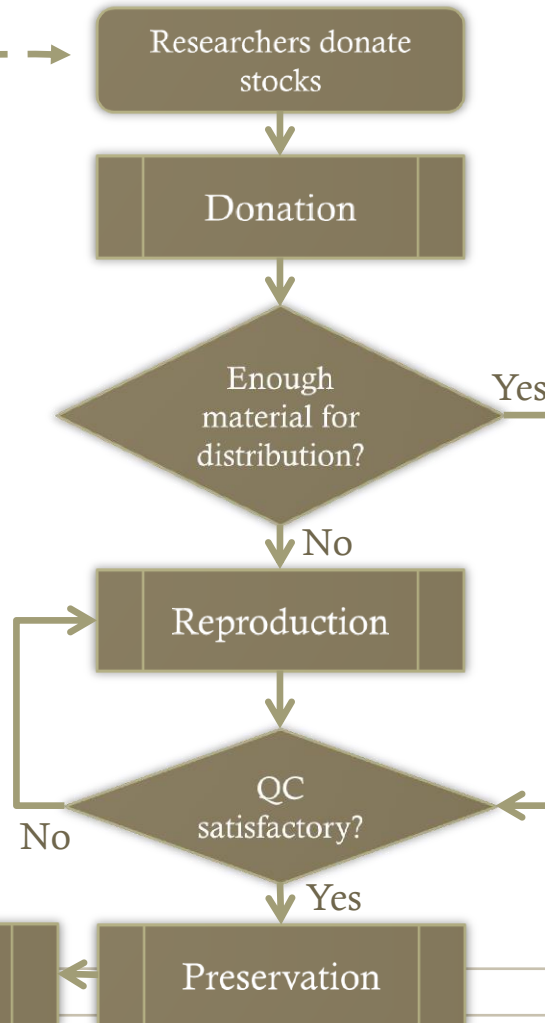 Researchers donate
stocks
Donation
Enough
material for
distribution?
Yes
No
Reproduction
QC
satisfactory?
No
Yes
Preservation